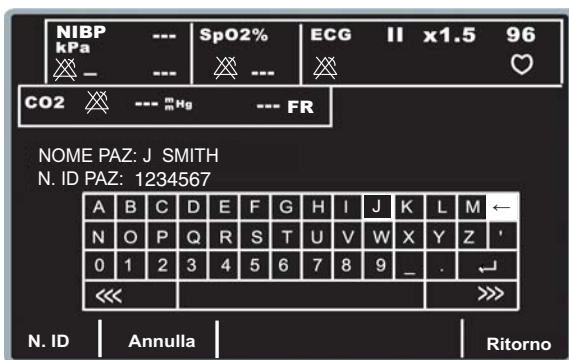 NIBP --- SpO2% ECG II x1.5 96
kPa
– --- ---
CO2 --- mmHg --- FR
NOME PAZ: J SMITH
N. ID PAZ: 1234567
A B C D E F G H I J K L M ←
N O P Q R S T U V W X Y Z '
0 1 2 3 4 5 6 7 8 9 _ . ↵
<<< >>>
N. ID Annulla Ritorno